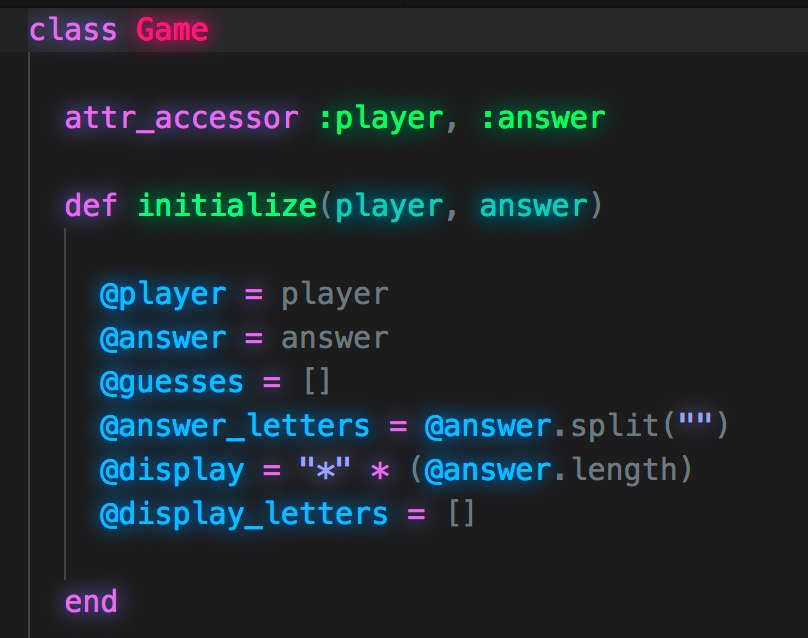 class Game
attr_accessor :player, :answer
def initialize(player, answer)
@player = player
@answer = answer
@guesses = []
@answer_letters = @answer.split("")
@display = "*" * (@answer.length)
@display_letters = []
end